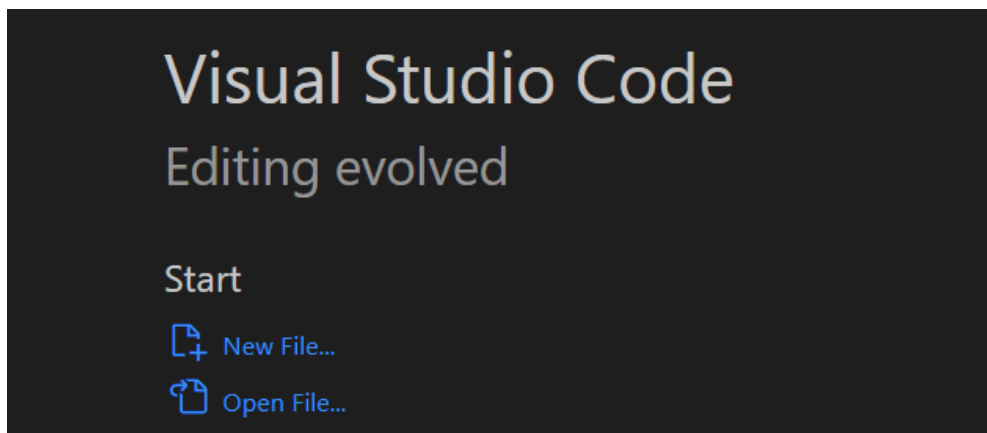 Visual Studio Code
Editing evolved
Start
New File...
Open File...